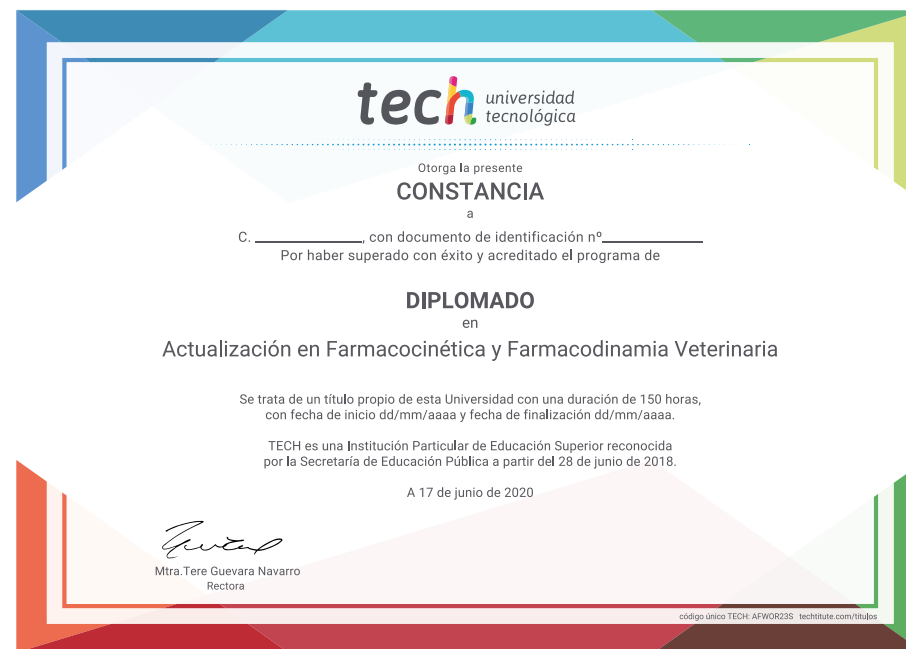 tech universidad
tecnológica
Otorga la presente
CONSTANCIA
a
C. ____________, con documento de identificación nº____________
Por haber superado con éxito y acreditado el programa de
DIPLOMADO
en
Actualización en Farmacocinética y Farmacodinamia Veterinaria
Se trata de un título propio de esta Universidad con una duración de 150 horas,
con fecha de inicio dd/mm/aaaa y fecha de finalización dd/mm/aaaa.
TECH es una Institución Particular de Educación Superior reconocida
por la Secretaría de Educación Pública a partir del 28 de junio de 2018.
A 17 de junio de 2020
Mtra.Tere Guevara Navarro
Rectora
código único TECH: AFWOR23S techtitute.com/titulos